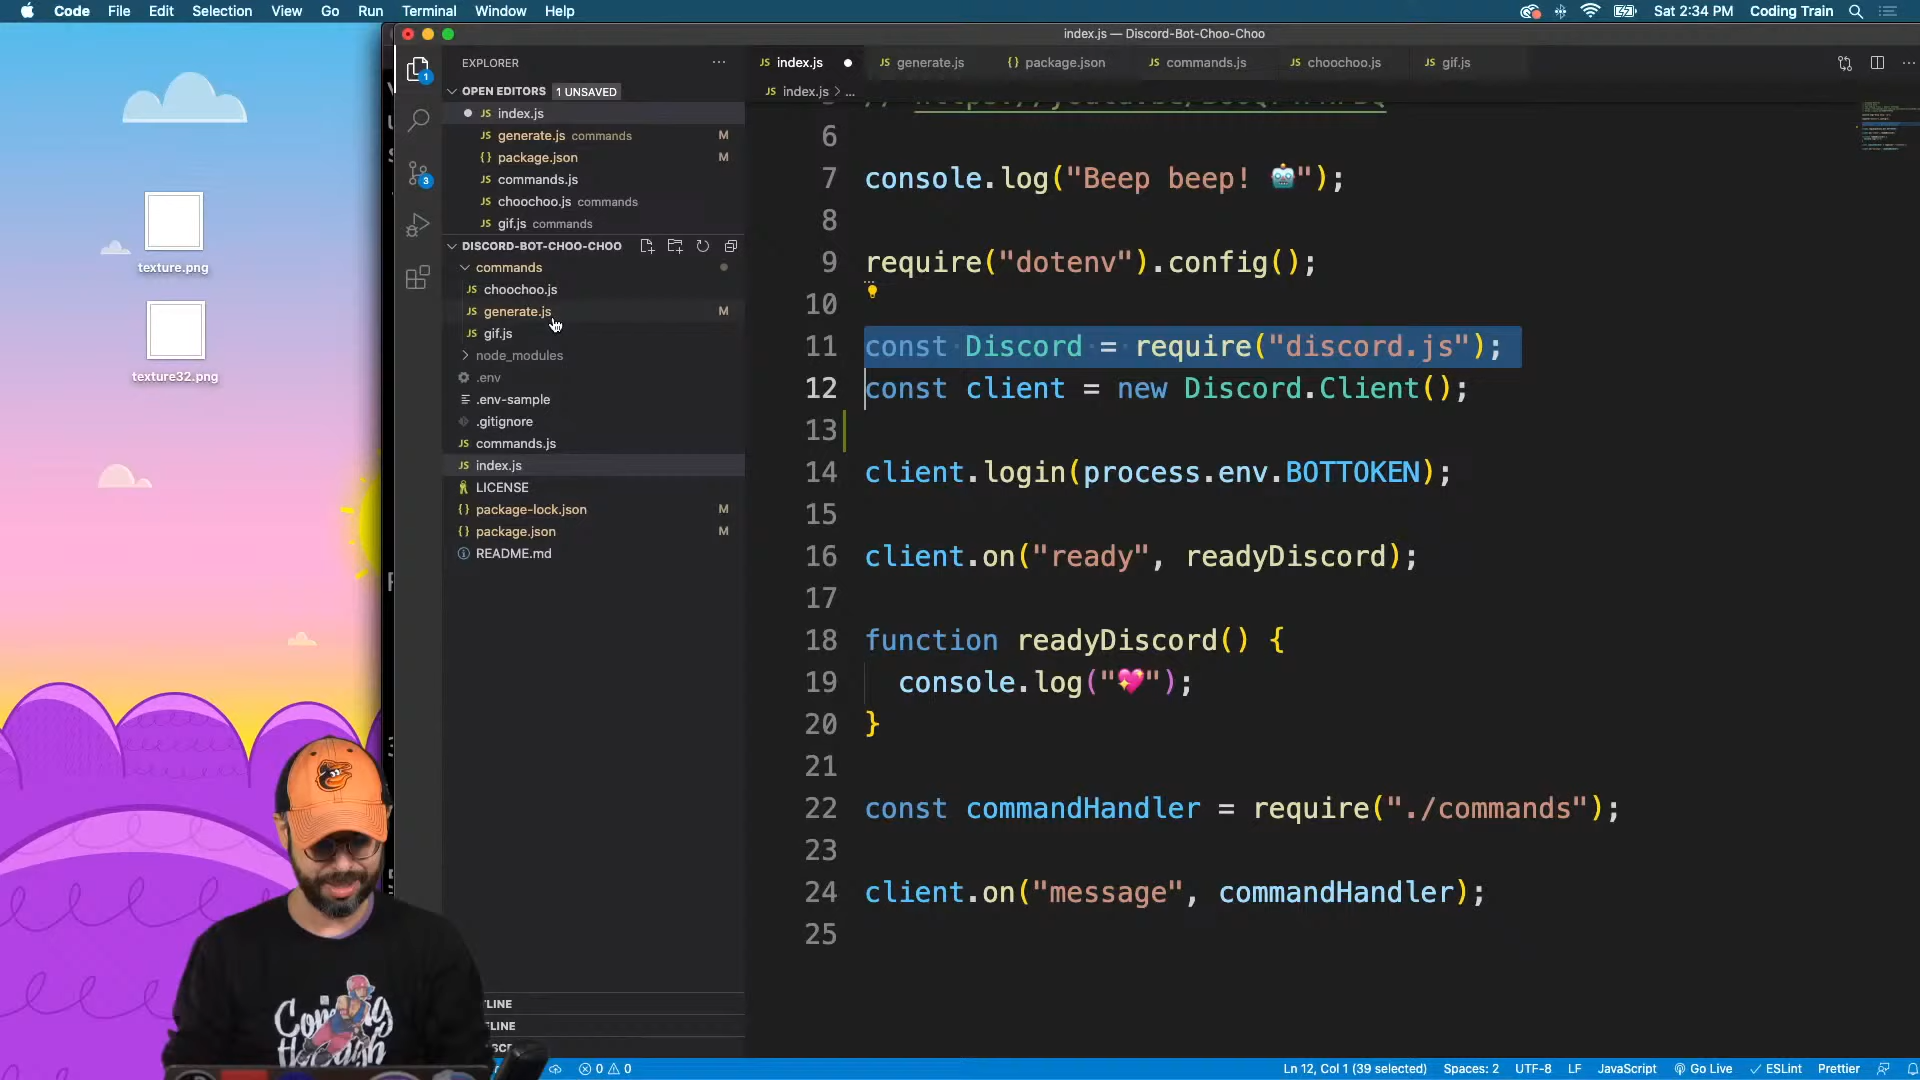 Code File Edit Selection View Go Run Terminal Window Help Sat 2:34 PM Coding Train
index.js — Discord-Bot-Choo-Choo
EXPLORER
index.js generate.js package.json commands.js choochoo.js gif.js
index.js > ...
OPEN EDITORS 1 UNSAVED
index.js
generate.js commands M
package.json M
commands.js
choochoo.js commands
gif.js commands
DISCORD-BOT-CHOO-CHOO
commands
choochoo.js
generate.js M
gif.js
node_modules
.env
.env-sample
.gitignore
commands.js
index.js
LICENSE
package-lock.json M
package.json M
README.md
1
3
texture.png
texture32.png
6
7 console.log("Beep beep! 🤖");
8
9 require("dotenv").config();
10
11 const Discord = require("discord.js");
12 const client = new Discord.Client();
13
14 client.login(process.env.BOTTOKEN);
15
16 client.on("ready", readyDiscord);
17
18 function readyDiscord() {
19 console.log("💖");
20 }
21
22 const commandHandler = require("./commands");
23
24 client.on("message", commandHandler);
25
Coming through
0 0 Ln 12, Col 1 (39 selected) Spaces: 2 UTF-8 LF JavaScript Go Live ESLint Prettier